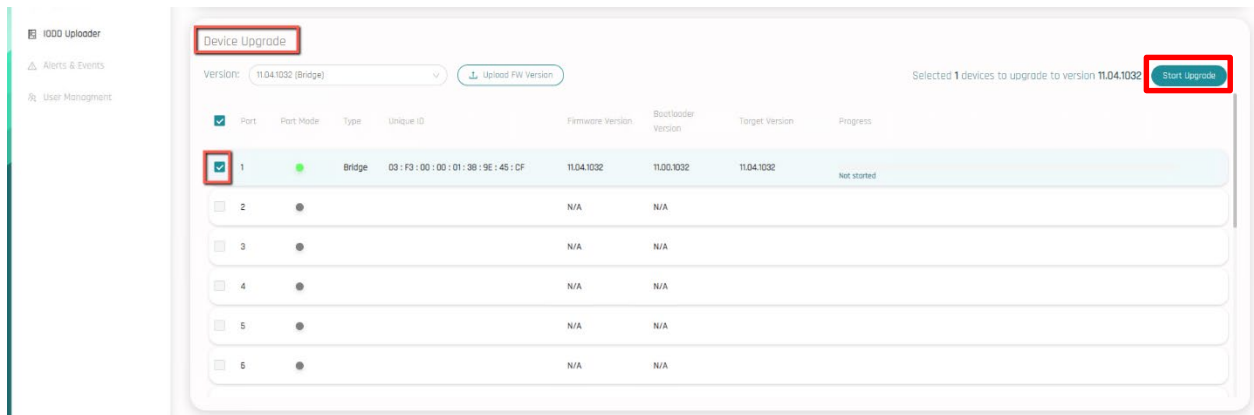 IODD Uploader
Alerts & Events
User Managment
Device Upgrade
Version: 11.04.1032 (Bridge) Upload FW Version Selected 1 devices to upgrade to version 11.04.1032 Start Upgrade
Port Port Mode Type Unique ID Firmware Version Bootloader Version Target Version Progress
1 Bridge 03 : F3 : 00 : 00 : 01 : 38 : 9E : 45 : CF 11.04.1032 11.00.1032 11.04.1032 Not started
2 N/A N/A
3 N/A N/A
4 N/A N/A
5 N/A N/A
6 N/A N/A